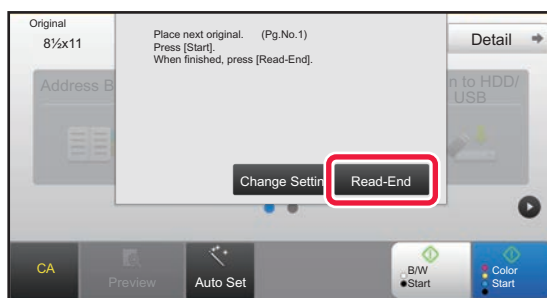 Original
8½x11
Place next original. (Pg.No.1)
Press [Start].
When finished, press [Read-End].
Detail
Address B
n to HDD/
USB
Change Settin
Read-End
CA
Preview
Auto Set
B/W
Start
Color
Start